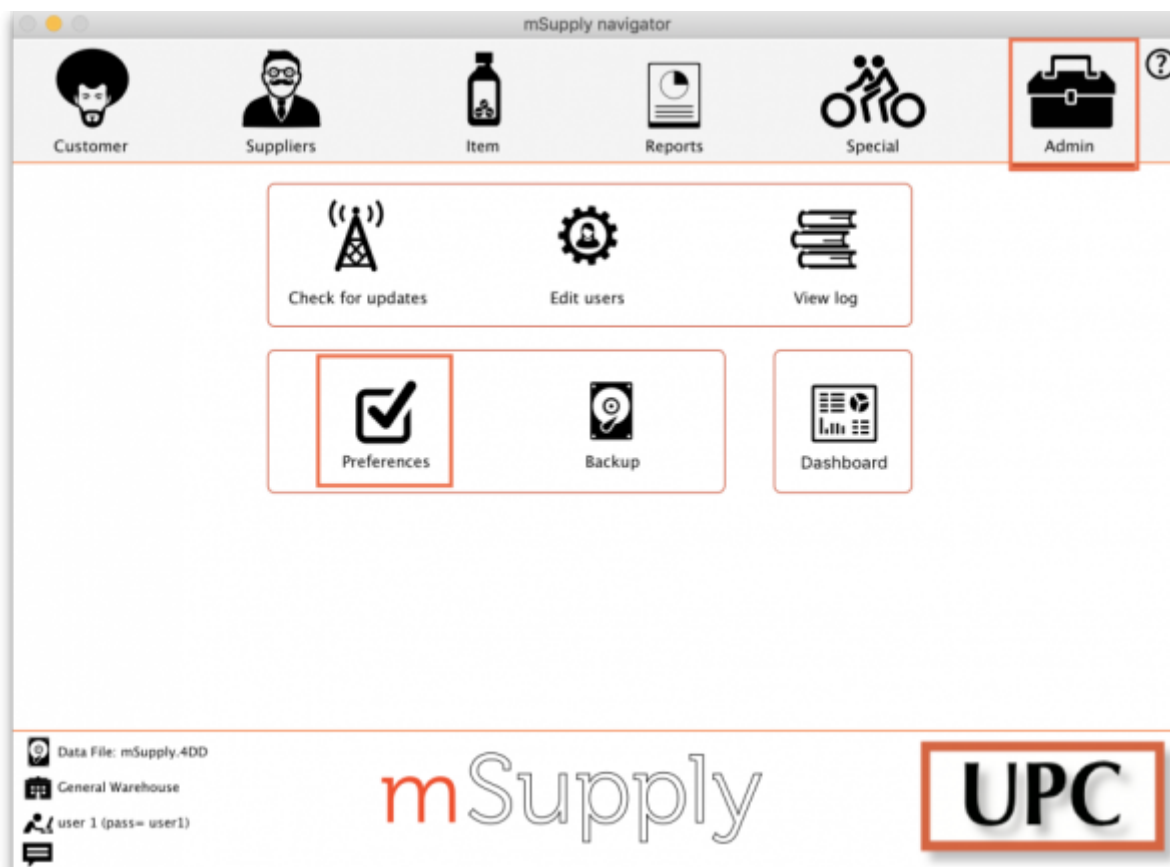 mSupply navigator
Customer
Suppliers
Item
Reports
Special
Admin
?
Check for updates
Edit users
View log
Preferences
Backup
Dashboard
Data File: mSupply.4DD
General Warehouse
user 1 (pass= user1)
mSupply
UPC